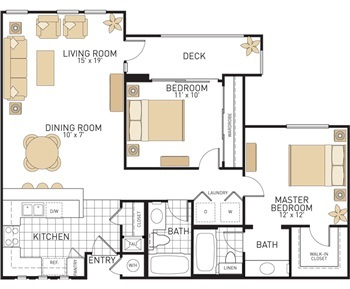 LIVING ROOM
15' x 19'
DECK
BEDROOM
11' x 10'
WARDROBE
DINING ROOM
10' x 7'
LAUNDRY
D
W
MASTER
BEDROOM
12' x 12'
D/W
KITCHEN
REF.
PANTRY
ENTRY
CLOSET
FAU
W/H
BATH
LINEN
BATH
WALK-IN
CLOSET